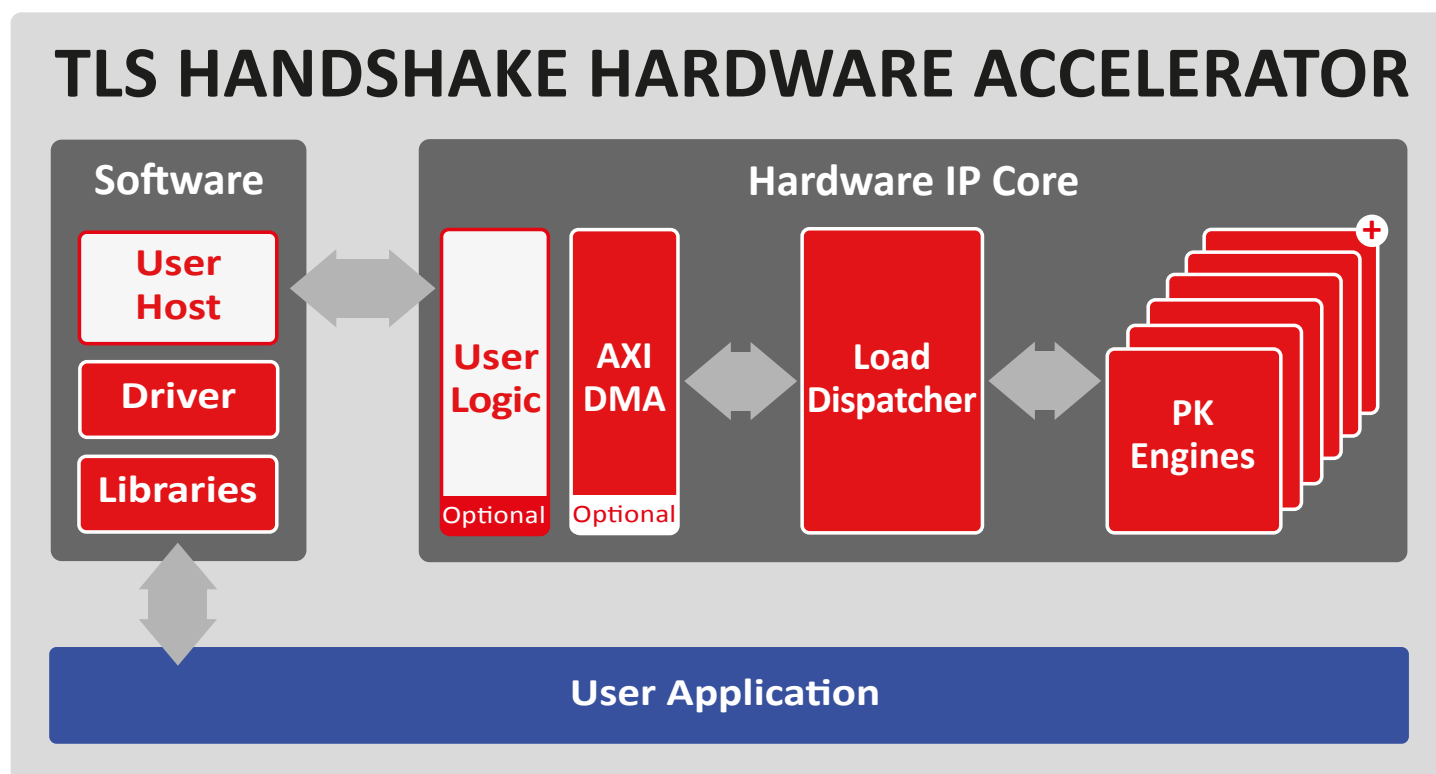 TLS HANDSHAKE HARDWARE ACCELERATOR
Software
User
Host
Driver
Libraries
Hardware IP Core
User
Logic
Optional
AXI
DMA
Optional
Load
Dispatcher
+
PK
Engines
User Application